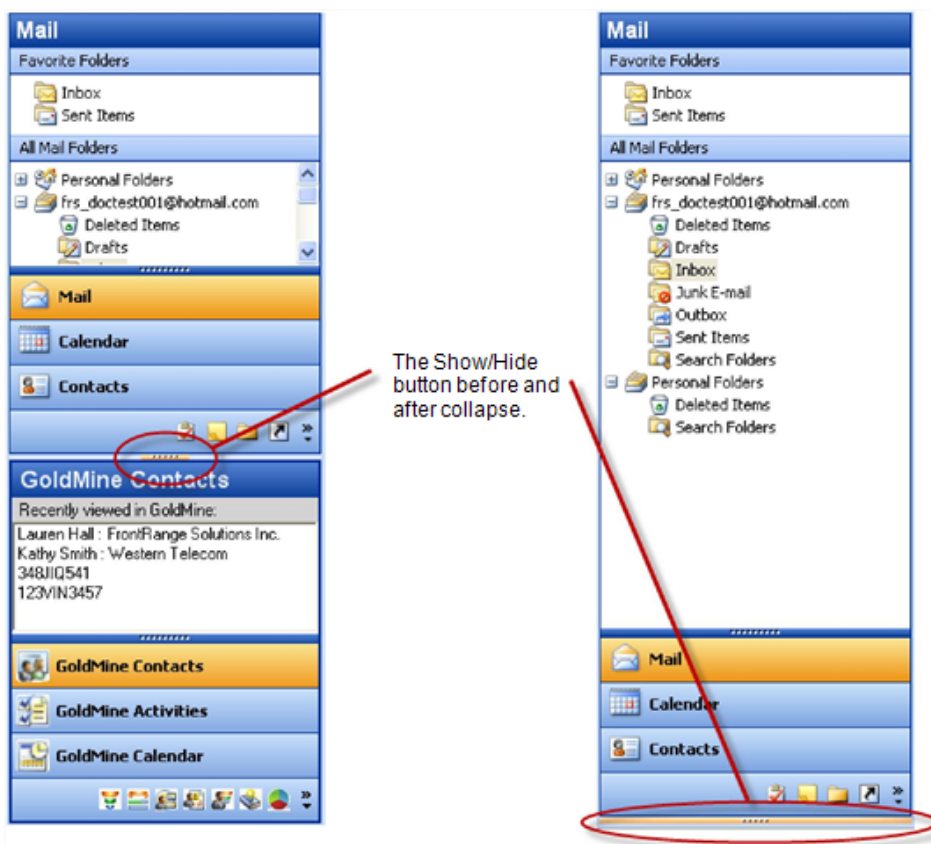 Mail
Favorite Folders
Inbox
Sent Items
All Mail Folders
Personal Folders
frs_doctest001@hotmail.com
Deleted Items
Drafts
Mail
Calendar
Contacts
GoldMine Contacts
Recently viewed in GoldMine:
Lauren Hall : FrontRange Solutions Inc.
Kathy Smith : Western Telecom
348JIQ541
123VIN3457
GoldMine Contacts
GoldMine Activities
GoldMine Calendar
The Show/Hide
button before and
after collapse.
Mail
Favorite Folders
Inbox
Sent Items
All Mail Folders
Personal Folders
frs_doctest001@hotmail.com
Deleted Items
Drafts
Inbox
Junk E-mail
Outbox
Sent Items
Search Folders
Personal Folders
Deleted Items
Search Folders
Mail
Calendar
Contacts